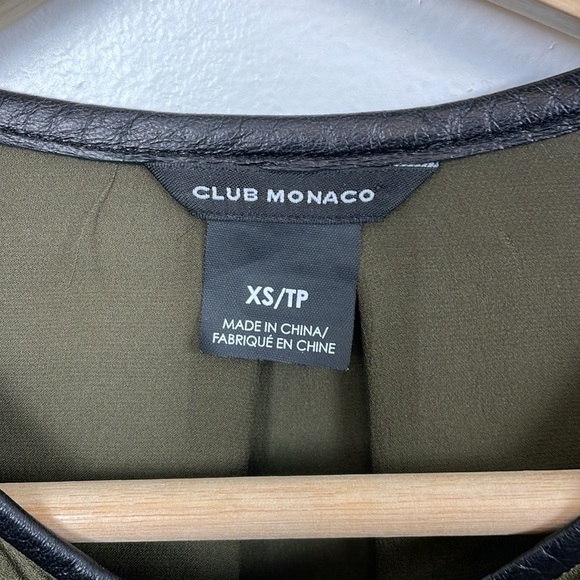 CLUB MONACO
XS/TP
MADE IN CHINA/
FABRIQUÉ EN CHINE